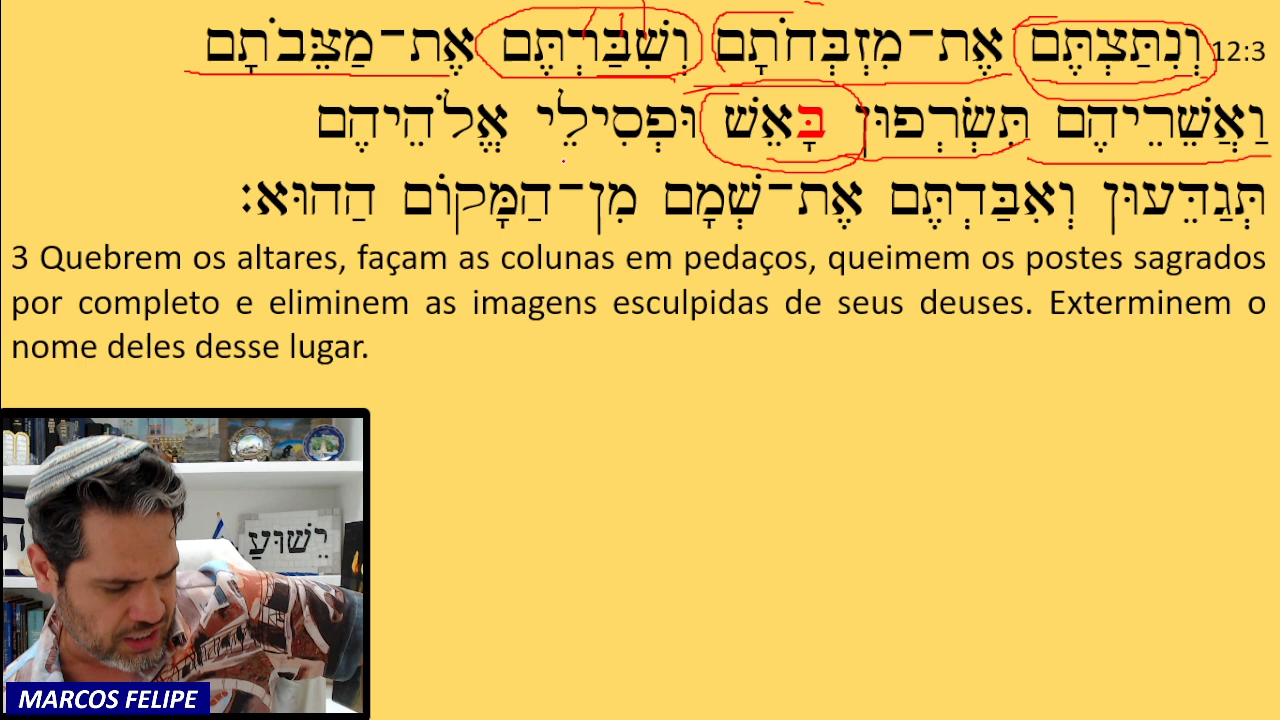 12:3 וְנִתַּצְתֶּם אֶת־מִזְבְּחֹתָם וְשִׁבַּרְתֶּם אֶת־מַצֵּבֹתָם
וַאֲשֵׁרֵיהֶם תִּשְׂרְפוּן בָּאֵשׁ וּפְסִילֵי אֱלֹהֵיהֶם
תְּגַדֵּעוּן וְאִבַּדְתֶּם אֶת־שְׁמָם מִן־הַמָּקוֹם הַהוּא׃
3 Quebrem os altares, façam as colunas em pedaços, queimem os postes sagrados
por completo e eliminem as imagens esculpidas de seus deuses. Exterminem o
nome deles desse lugar.
יֵשׁוּעַ
MARCOS FELIPE